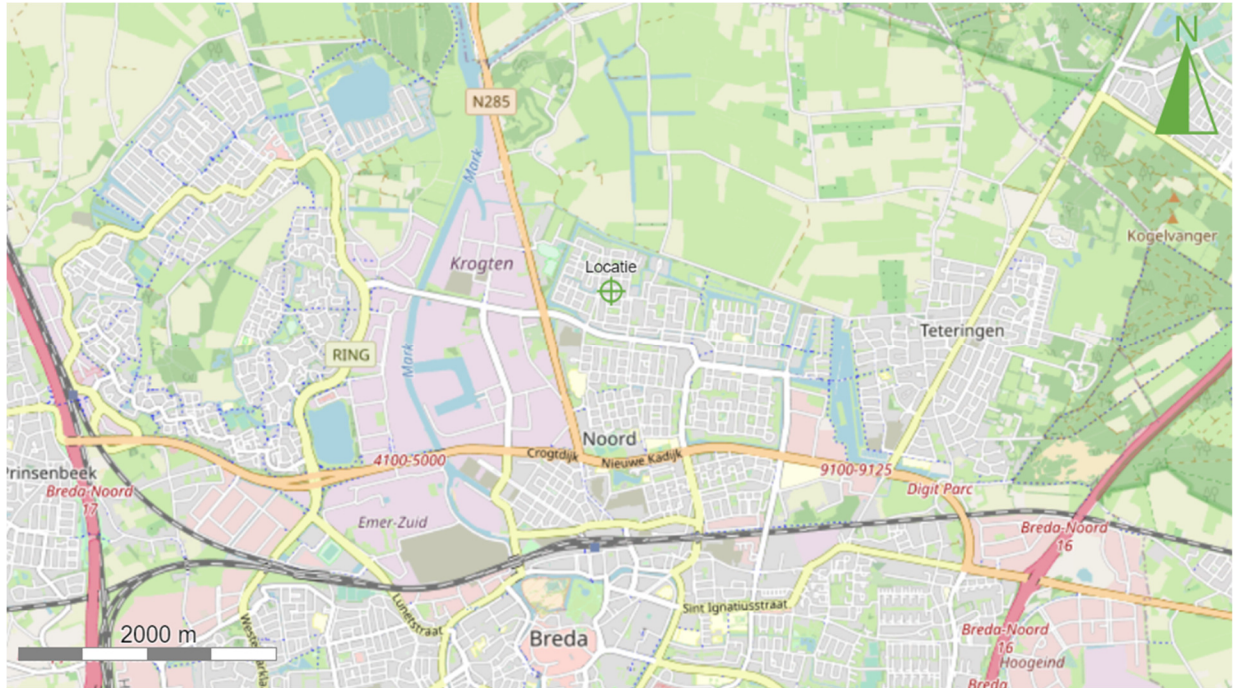 N
N285
Mark
Kogelvanger
Krogten
Locatie
Teteringen
RING
Mark
Noord
Crogtdijk
Nieuwe Kadijk
4100-5000
9100-9125
Prinsenbeek
Breda-Noord
17
Digit Parc
Emer-Zuid
Breda-Noord
16
Lunetstraat
Sint Ignatiusstraat
2000 m
Breda
Breda-Noord
16
Hoogeind
Breda